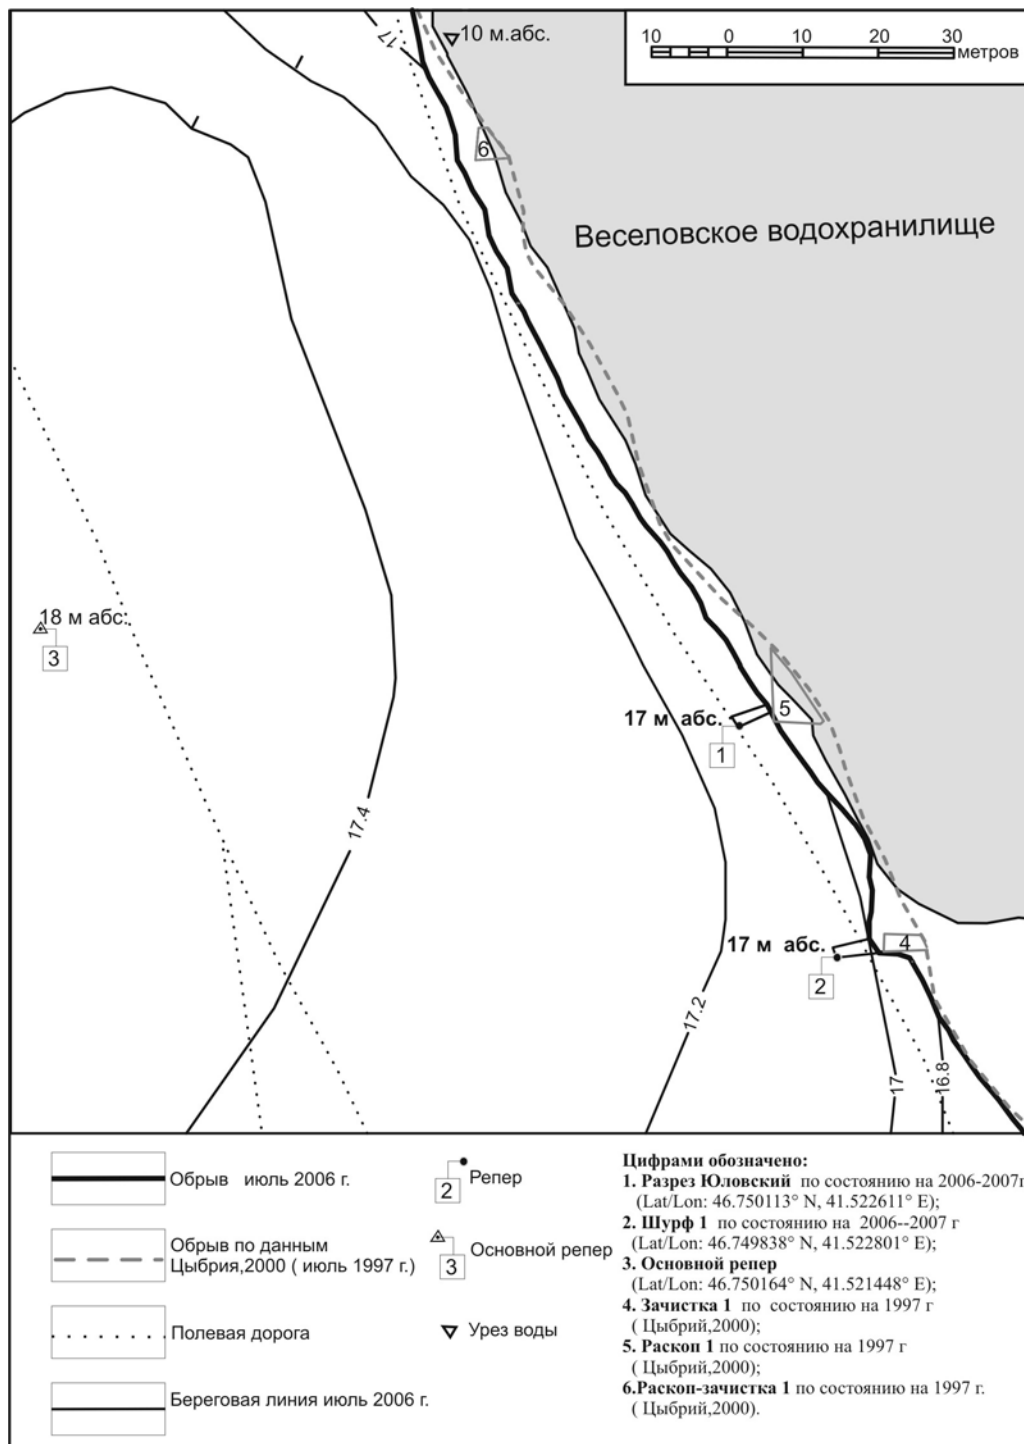 10 м.абс.
10 0 10 20 30
метров
17
6
Веселовское водохранилище
18 м абс.
3
17 м абс.
5
1
17.4
17 м абс.
4
2
17.2
17
16.8
Обрыв июль 2006 г.
Обрыв по данным
Цыбрия,2000 ( июль 1997 г.)
Полевая дорога
Береговая линия июль 2006 г.
2
Репер
3
Основной репер
Урез воды
Цифрами обозначено:
1. Разрез Юловский по состоянию на 2006-2007г
(Lat/Lon: 46.750113° N, 41.522611° E);
2. Шурф 1 по состоянию на 2006--2007 г
(Lat/Lon: 46.749838° N, 41.522801° E);
3. Основной репер
(Lat/Lon: 46.750164° N, 41.521448° E);
4. Зачистка 1 по состоянию на 1997 г
( Цыбрий,2000);
5. Раскоп 1 по состоянию на 1997 г
( Цыбрий,2000);
6.Раскоп-зачистка 1 по состоянию на 1997 г.
( Цыбрий,2000).